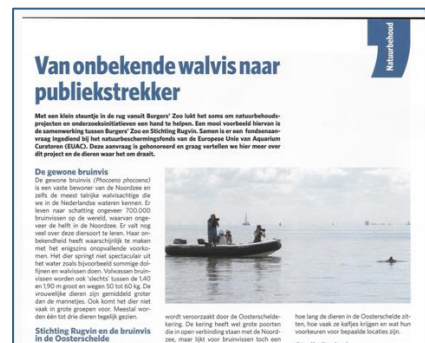 Natuurbehoud
Van onbekende walvis naar
publiekstrekker
Met een klein steuntje in de rug vanuit Burgers' Zoo lukt het soms om natuurbehouds-
projecten en onderzoeksinitiatieven een hand te helpen. Een mooi voorbeeld hiervan is
de samenwerking tussen Burgers' Zoo en Stichting Rugvin. Samen is er een fondsenaan-
vraag ingediend bij het natuurbeschermingsfonds van de Europese Unie van Aquarium
Curatoren (EUAC). Deze aanvraag is gehonoreerd en graag vertellen we hier meer over
dit project en de dieren waar het om draait.
De gewone bruinvis
De gewone bruinvis (Phocoena phocoena)
is een vaste bewoner van de Noordzee en
zelfs de meest talrijke walvisachtige die
we in de Nederlandse wateren kennen. Er
leven naar schatting ongeveer 700.000
bruinvissen op de wereld, waarvan onge-
veer de helft in de Noordzee. Er valt nog
veel over deze diersoort te leren. Haar on-
bekendheid heeft waarschijnlijk te maken
met het enigszins onopvallende voorko-
men. Het dier springt niet spectaculair uit
het water zoals bijvoorbeeld sommige dol-
fijnen en walvissen doen. Volwassen bruin-
vissen worden ook 'slechts' tussen de 1,40
en 1,90 m groot en wegen 50 tot 60 kg. De
vrouwelijke dieren zijn gemiddeld groter
dan de mannetjes. Ook komt het dier niet
vaak in grote groepen voor. Meestal wor-
den één tot drie dieren tegelijk gezien.
Stichting Rugvin en de bruinvis
in de Oosterschelde
wordt veroorzaakt door de Oosterschelde-
kering. De kering heeft wel grote poorten
die in open verbinding staan met de Noord-
zee, maar lijkt voor bruinvissen toch een
hoe lang de dieren in de Oosterschelde zit-
ten, hoe vaak ze kalfjes krijgen en wat hun
voorkeuren voor bepaalde locaties zijn.